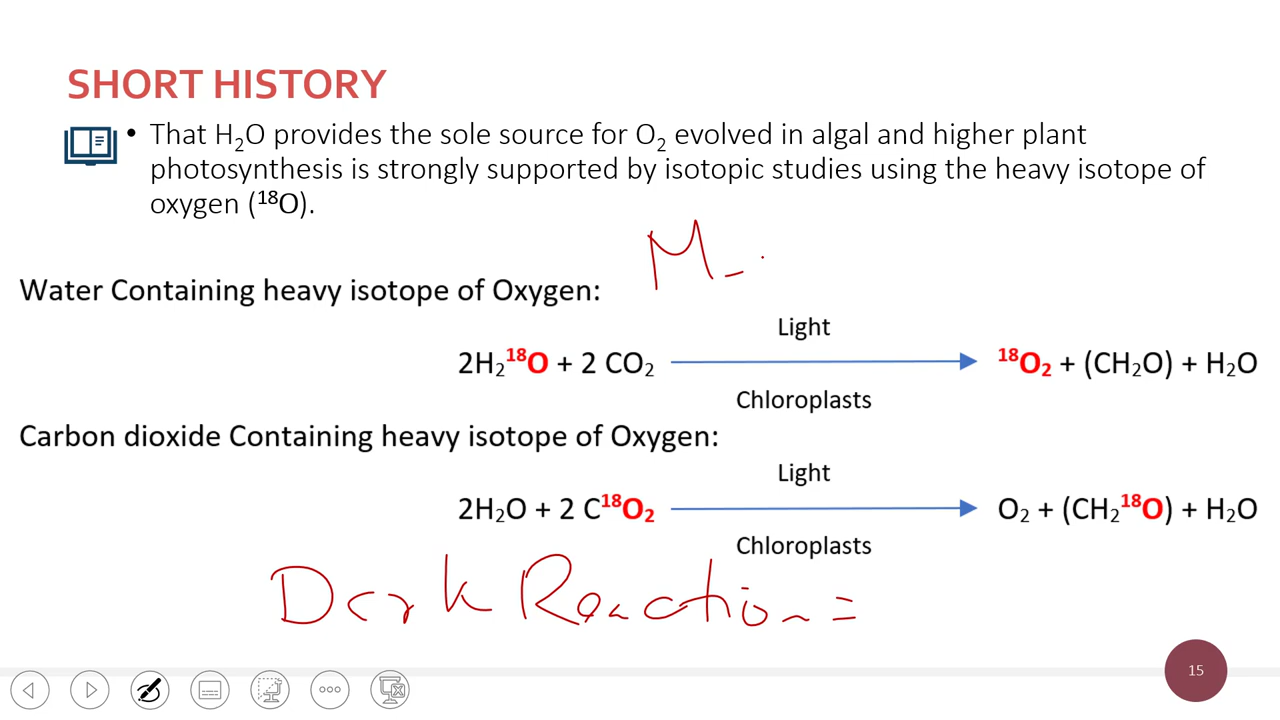 SHORT HISTORY
• That H₂O provides the sole source for O₂ evolved in algal and higher plant
photosynthesis is strongly supported by isotopic studies using the heavy isotope of
oxygen (¹⁸O).
M-
Water Containing heavy isotope of Oxygen:
Light
2H₂¹⁸O + 2 CO₂ → ¹⁸O₂ + (CH₂O) + H₂O
Chloroplasts
Carbon dioxide Containing heavy isotope of Oxygen:
Light
2H₂O + 2 C¹⁸O₂ → O₂ + (CH₂¹⁸O) + H₂O
Chloroplasts
Dark Reaction =
15